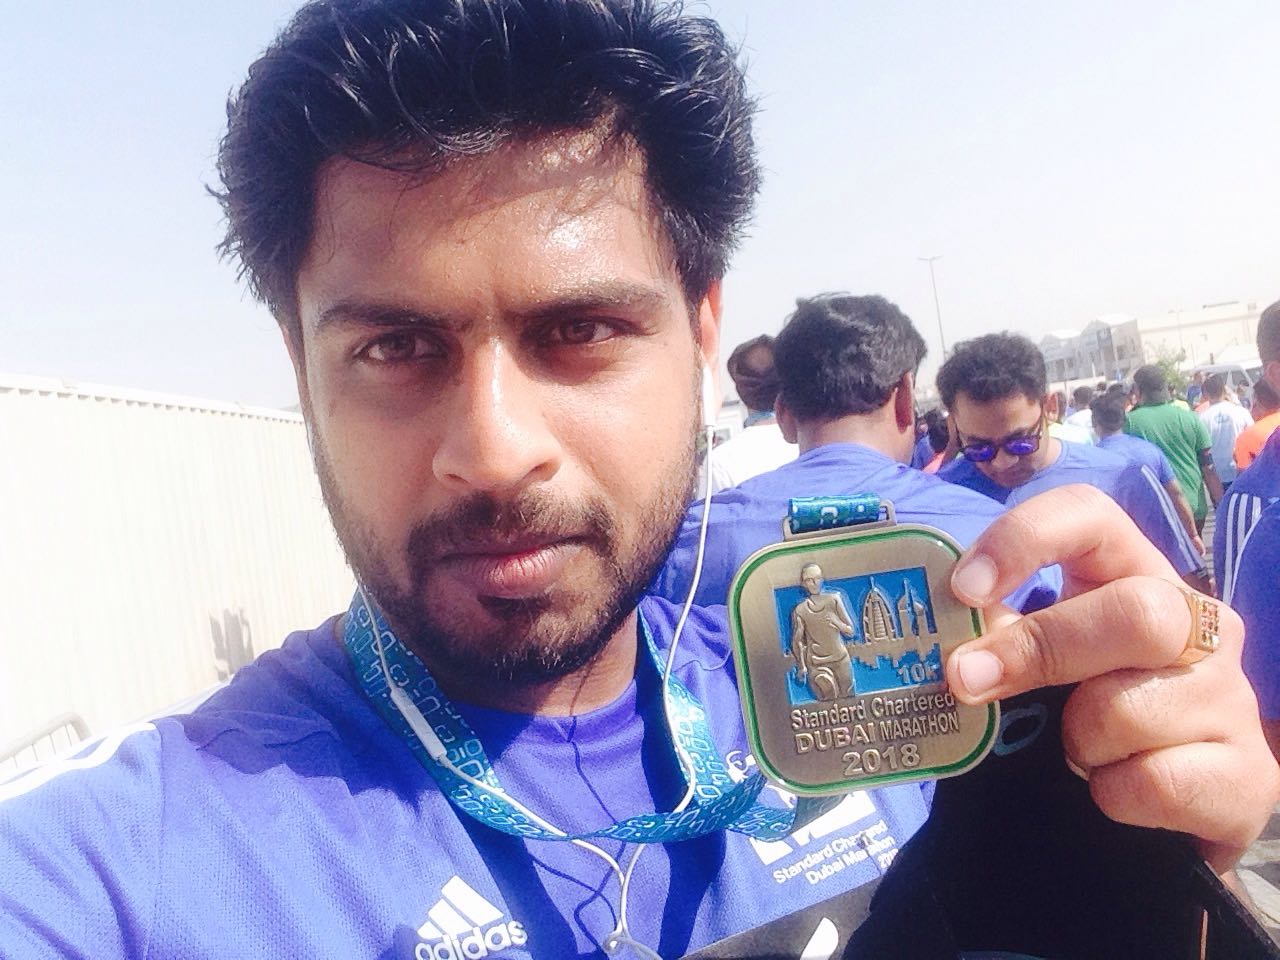 10K
Standard Chartered
DUBAI MARATHON
2018
adidas
Standard Chartered
Dubai Marathon